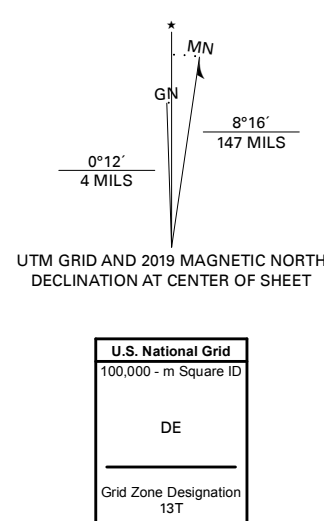 ★
MN
GN
8°16´
147 MILS
0°12´
4 MILS
UTM GRID AND 2019 MAGNETIC NORTH
DECLINATION AT CENTER OF SHEET
U.S. National Grid
100,000 - m Square ID
DE
Grid Zone Designation
13T